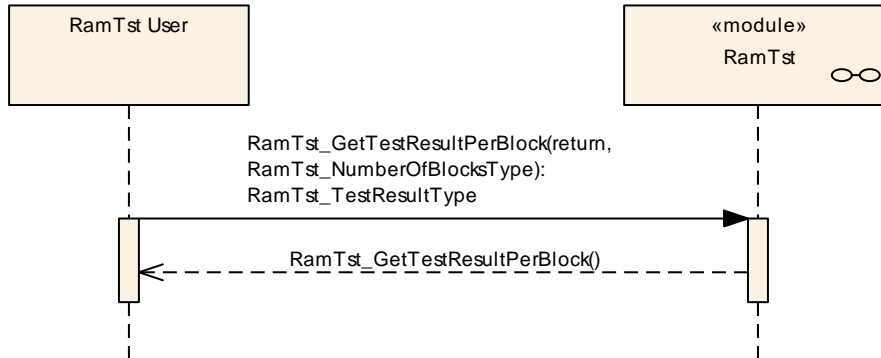 RamTst User
«module»
RamTst
RamTst_GetTestResultPerBlock(return,
RamTst_NumberOfBlocksType):
RamTst_TestResultType
RamTst_GetTestResultPerBlock()